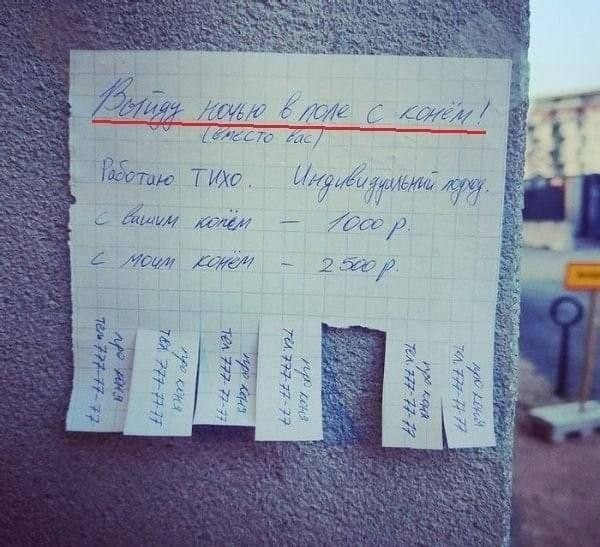 Выйду ночью в поле с конём!
(вместо вас)
Работаю ТИХО. Индивидуальный подход.
с вашим конём – 1000 р.
с моим конём – 2500 р.
про коня
тел. 777-77-77
про коня
тел. 777-77-77
про коня
тел. 777-77-77
про коня
тел. 777-77-77
про коня
тел. 777-77-77
про коня
тел. 777-77-77